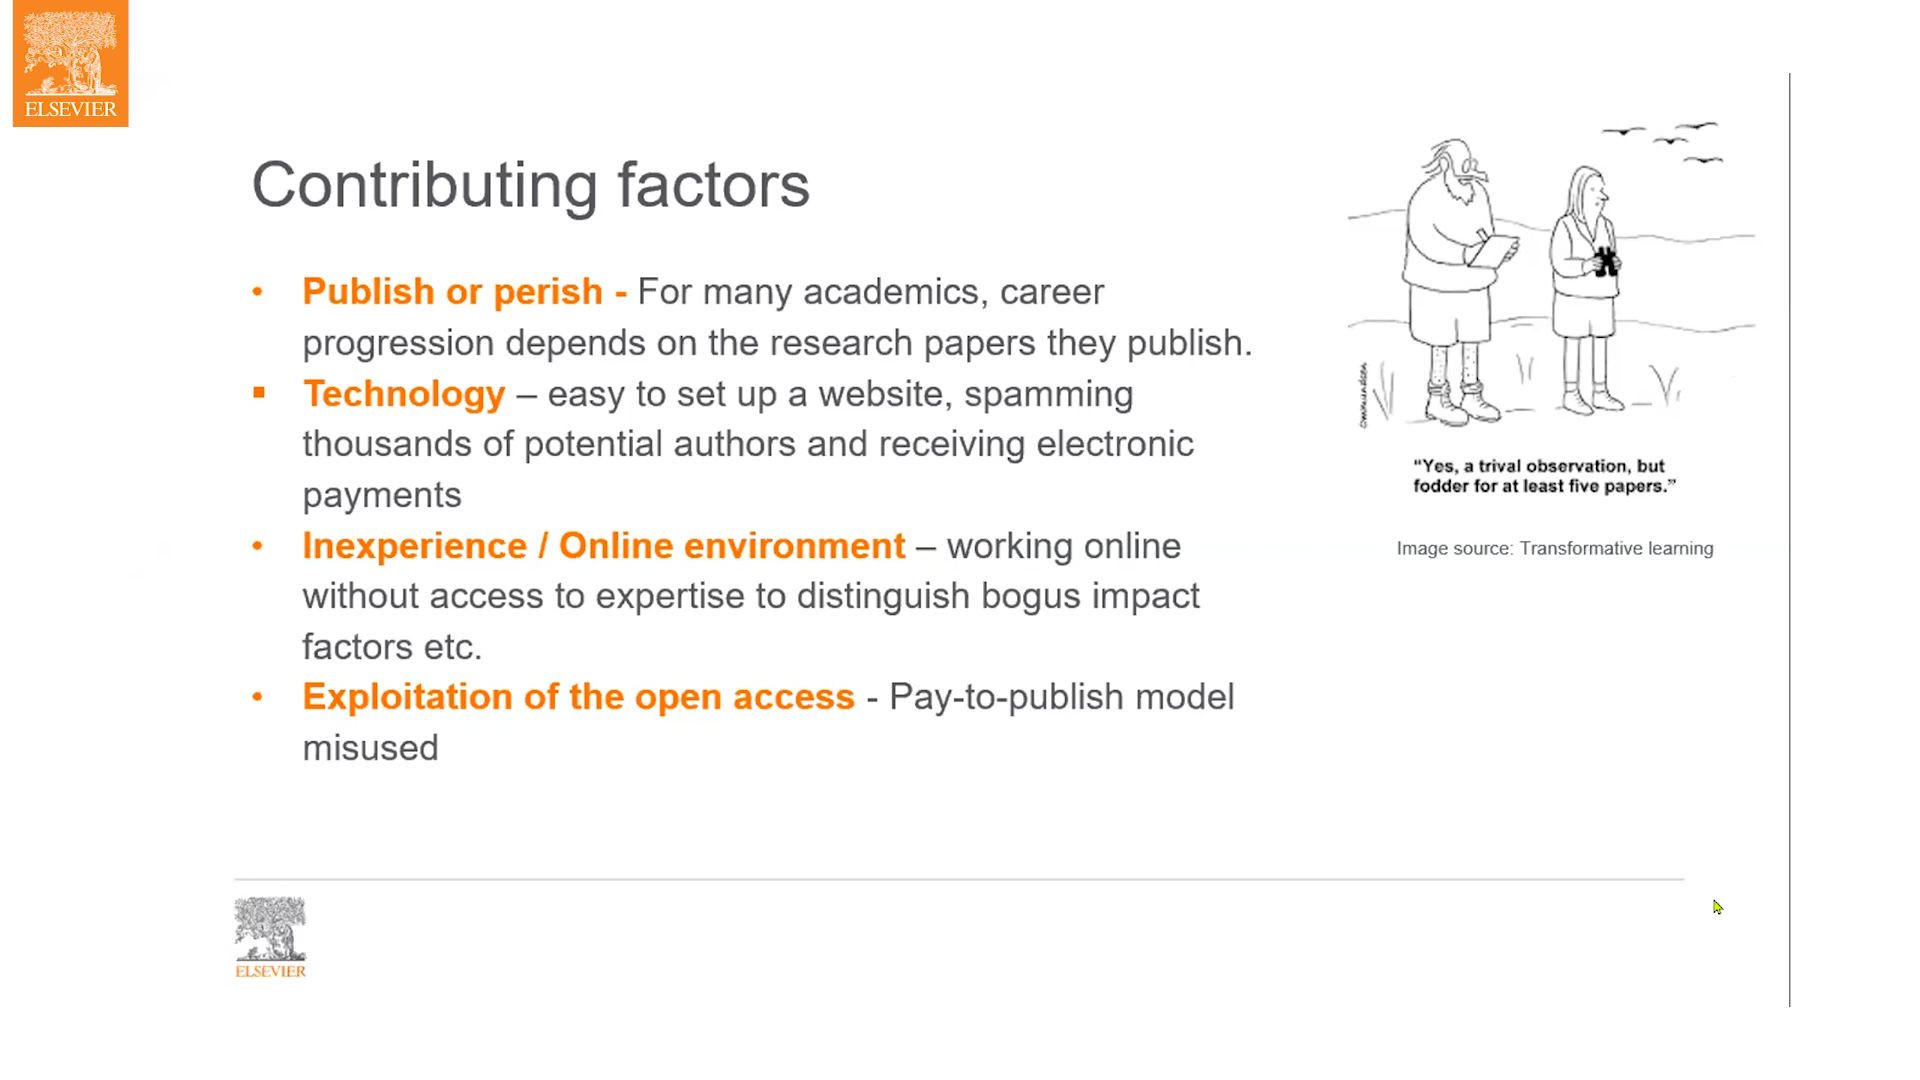 ELSEVIER
Contributing factors
• Publish or perish - For many academics, career
progression depends on the research papers they publish.
▪ Technology – easy to set up a website, spamming
thousands of potential authors and receiving electronic
payments
• Inexperience / Online environment – working online
without access to expertise to distinguish bogus impact
factors etc.
• Exploitation of the open access - Pay-to-publish model
misused
“Yes, a trival observation, but
fodder for at least five papers.”
Image source: Transformative learning
ELSEVIER